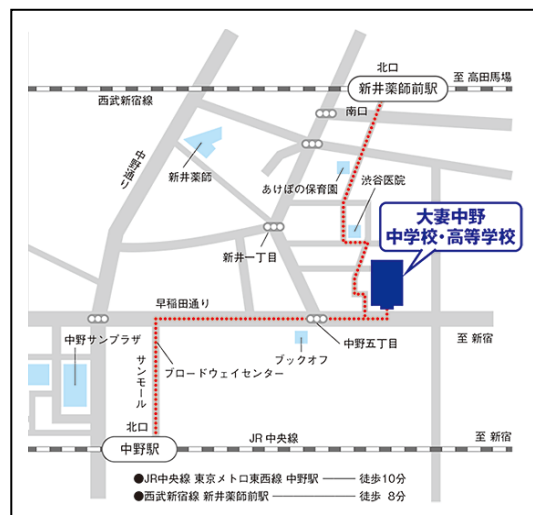 北口
至 高田馬場
新井薬師前駅
西武新宿線
南口
中野通り
新井薬師
あけぼの保育園
渋谷医院
大妻中野
中学校・高等学校
新井一丁目
早稲田通り
中野サンプラザ
サンモール
ブロードウェイセンター
ブックオフ
中野五丁目
至 新宿
北口
中野駅
JR中央線
至 新宿
●JR中央線 東京メトロ東西線 中野駅 ── 徒歩10分
●西武新宿線 新井薬師前駅 ── 徒歩 8分